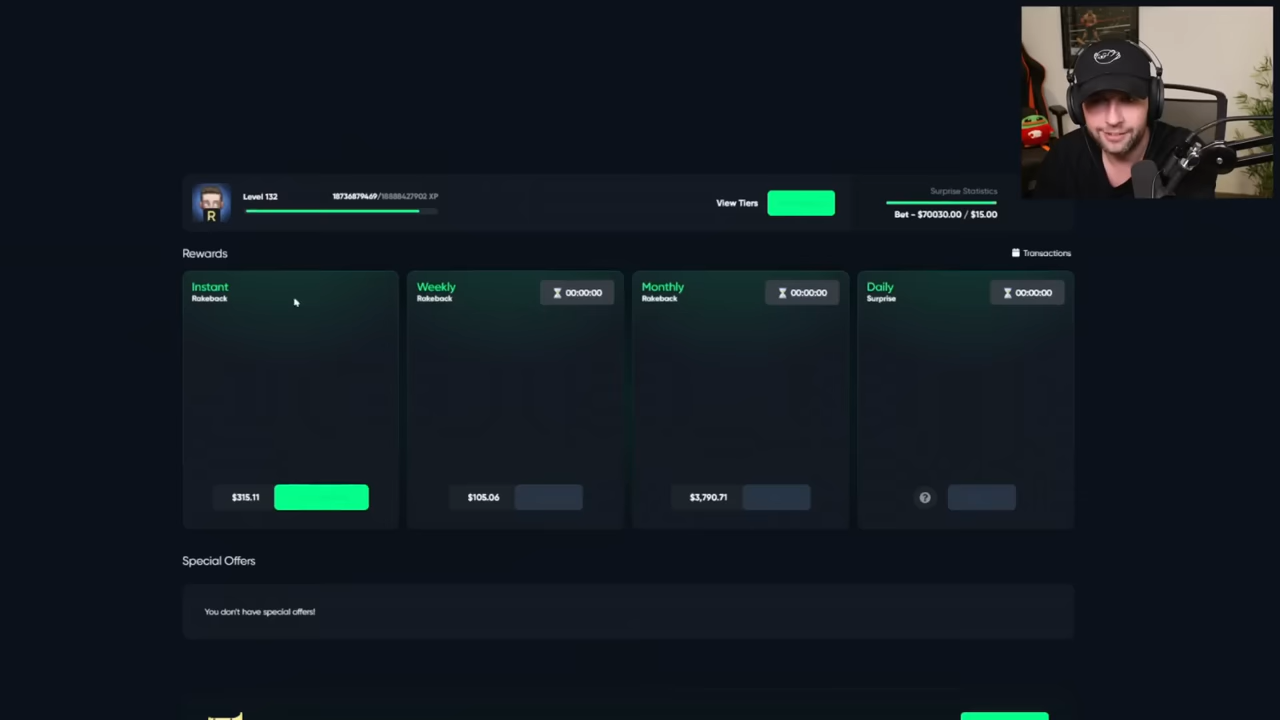 Level 132
18736879469/18888427902 XP
View Tiers
Surprise Statistics
Bet - $70030.00 / $15.00
Rewards
Transactions
Instant
Rakeback
Weekly
Rakeback
00:00:00
Monthly
Rakeback
00:00:00
Daily
Surprise
00:00:00
$315.11
$105.06
$3,790.71
?
Special Offers
You don't have special offers!
R